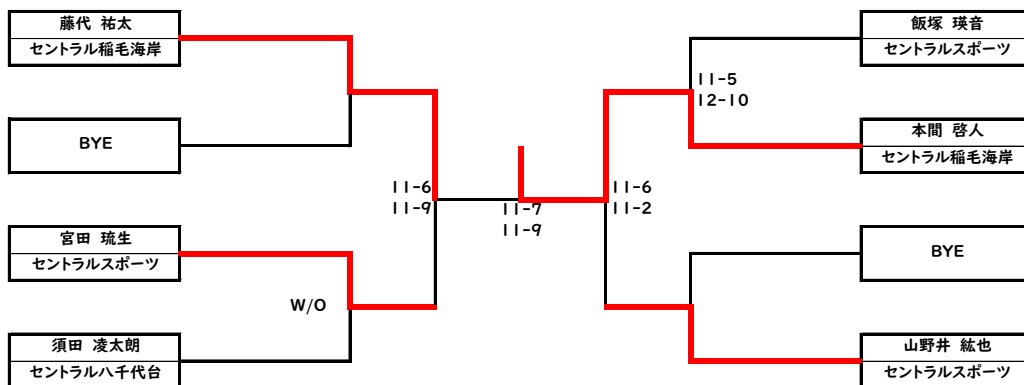 藤代 祐太
セントラル稲毛海岸
BYE
宮田 琉生
セントラルスポーツ
須田 凌太朗
セントラル八千代台
W/O
11-6
11-9
11-7
11-9
11-6
11-2
11-5
12-10
飯塚 瑛音
セントラルスポーツ
本間 啓人
セントラル稲毛海岸
BYE
山野井 紘也
セントラルスポーツ